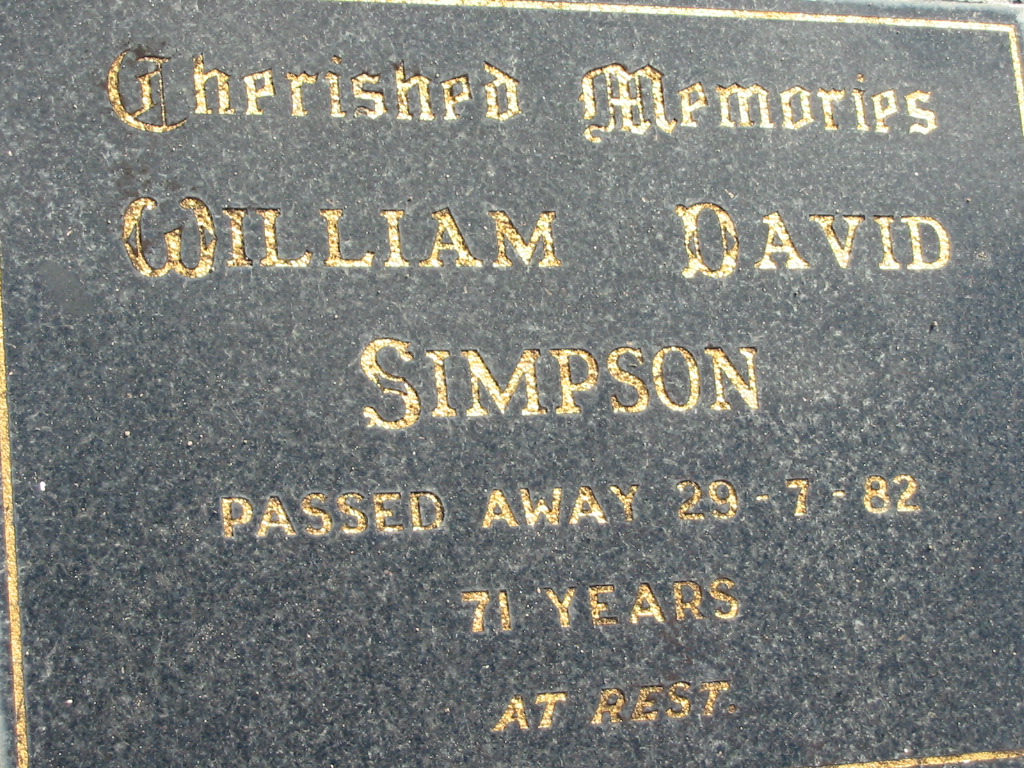 Cherished Memories
WILLIAM DAVID
SIMPSON
PASSED AWAY 29-7-82
71 YEARS
AT REST.